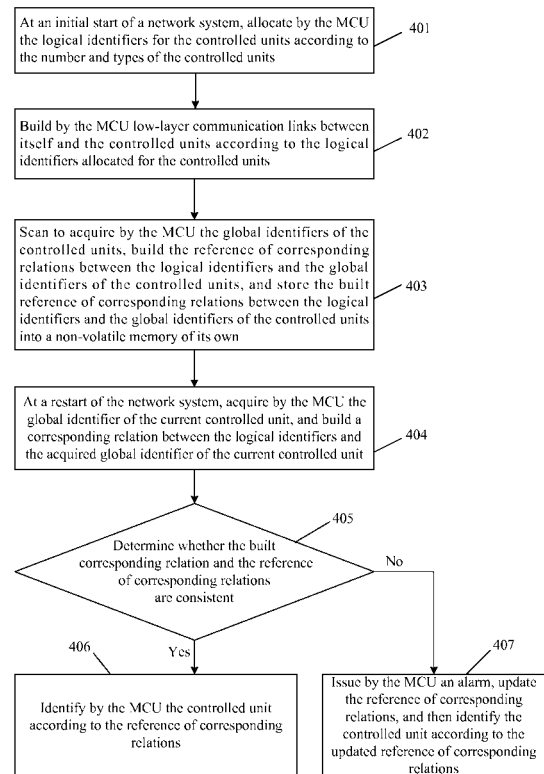 At an initial start of a network system, allocate by the MCU
the logical identifiers for the controlled units according to
the number and types of the controlled units
401
Build by the MCU low-layer communication links between
itself and the controlled units according to the logical
identifiers allocated for the controlled units
402
Scan to acquire by the MCU the global identifiers of the
controlled units, build the reference of corresponding
relations between the logical identifiers and the global
identifiers of the controlled units, and store the built
reference of corresponding relations between the logical
identifiers and the global identifiers of the controlled units
into a non-volatile memory of its own
403
At a restart of the network system, acquire by the MCU the
global identifier of the current controlled unit, and build a
corresponding relation between the logical identifiers and
the acquired global identifier of the current controlled unit
404
405
Determine whether the built
corresponding relation and the reference
of corresponding relations
are consistent
No
Yes
406
Identify by the MCU the controlled unit
according to the reference of corresponding
relations
407
Issue by the MCU an alarm, update
the reference of corresponding
relations, and then identify the
controlled unit according to the
updated reference of corresponding
relations